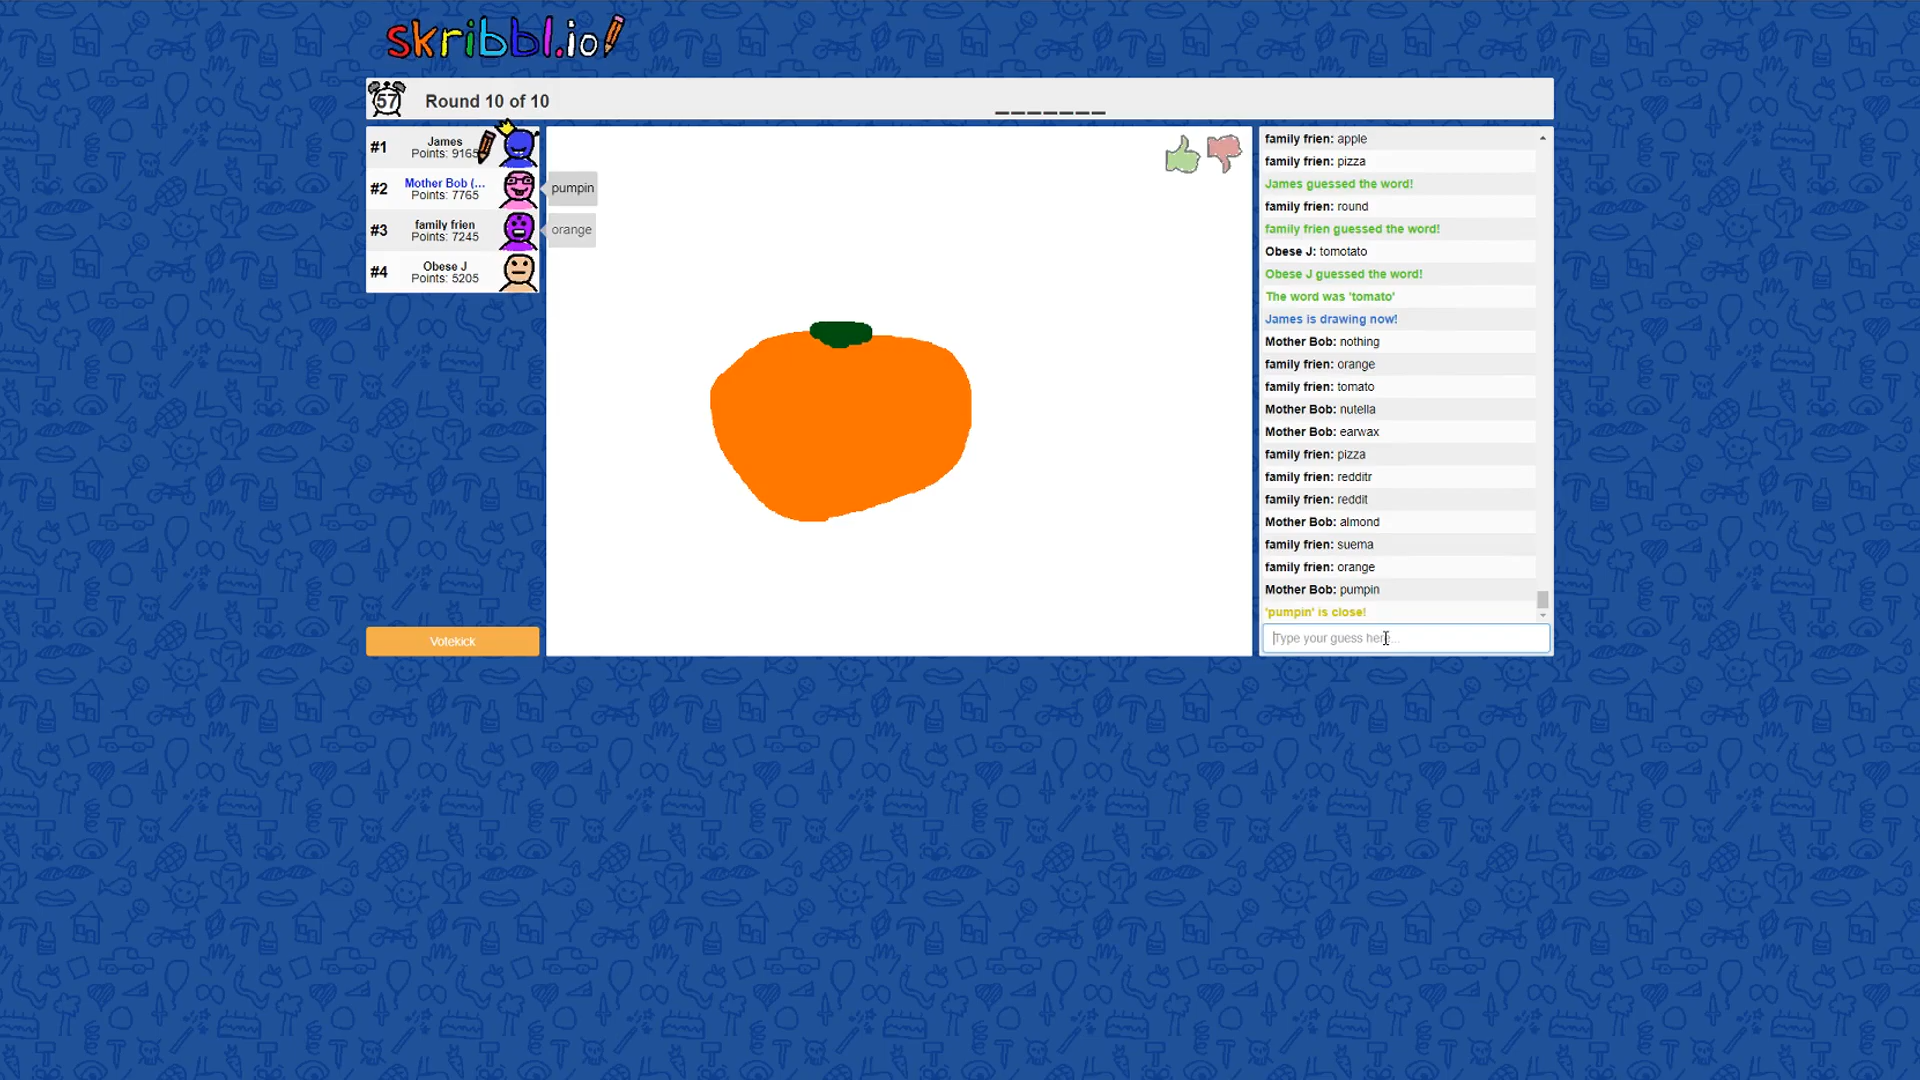 skribbl.io
57
Round 10 of 10
_______
#1
James
Points: 9165
#2
Mother Bob (...
Points: 7765
pumpin
#3
family frien
Points: 7245
orange
#4
Obese J
Points: 5205
Votekick
family frien: apple
family frien: pizza
James guessed the word!
family frien: round
family frien guessed the word!
Obese J: tomotato
Obese J guessed the word!
The word was 'tomato'
James is drawing now!
Mother Bob: nothing
family frien: orange
family frien: tomato
Mother Bob: nutella
Mother Bob: earwax
family frien: pizza
family frien: redditr
family frien: reddit
Mother Bob: almond
family frien: suema
family frien: orange
Mother Bob: pumpin
'pumpin' is close!
Type your guess here...